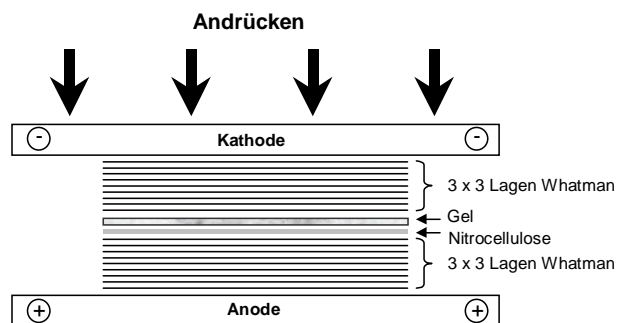 Andrücken
- Kathode -
3 x 3 Lagen Whatman
Gel
Nitrocellulose
3 x 3 Lagen Whatman
+ Anode +